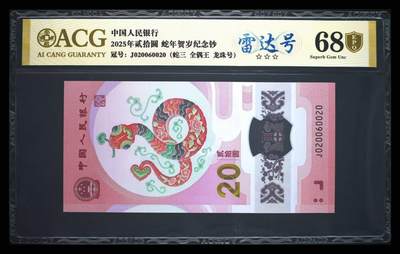 ACG
AI CANG GUARANTY
中国人民银行
2025年贰拾圆 蛇年贺岁纪念钞
冠号：J020060020（蛇三 全偶王 龙珠号）
雷达号
☆☆☆
68
Superb Gem Unc
中国人民银行
贰拾圆
20
J020060020